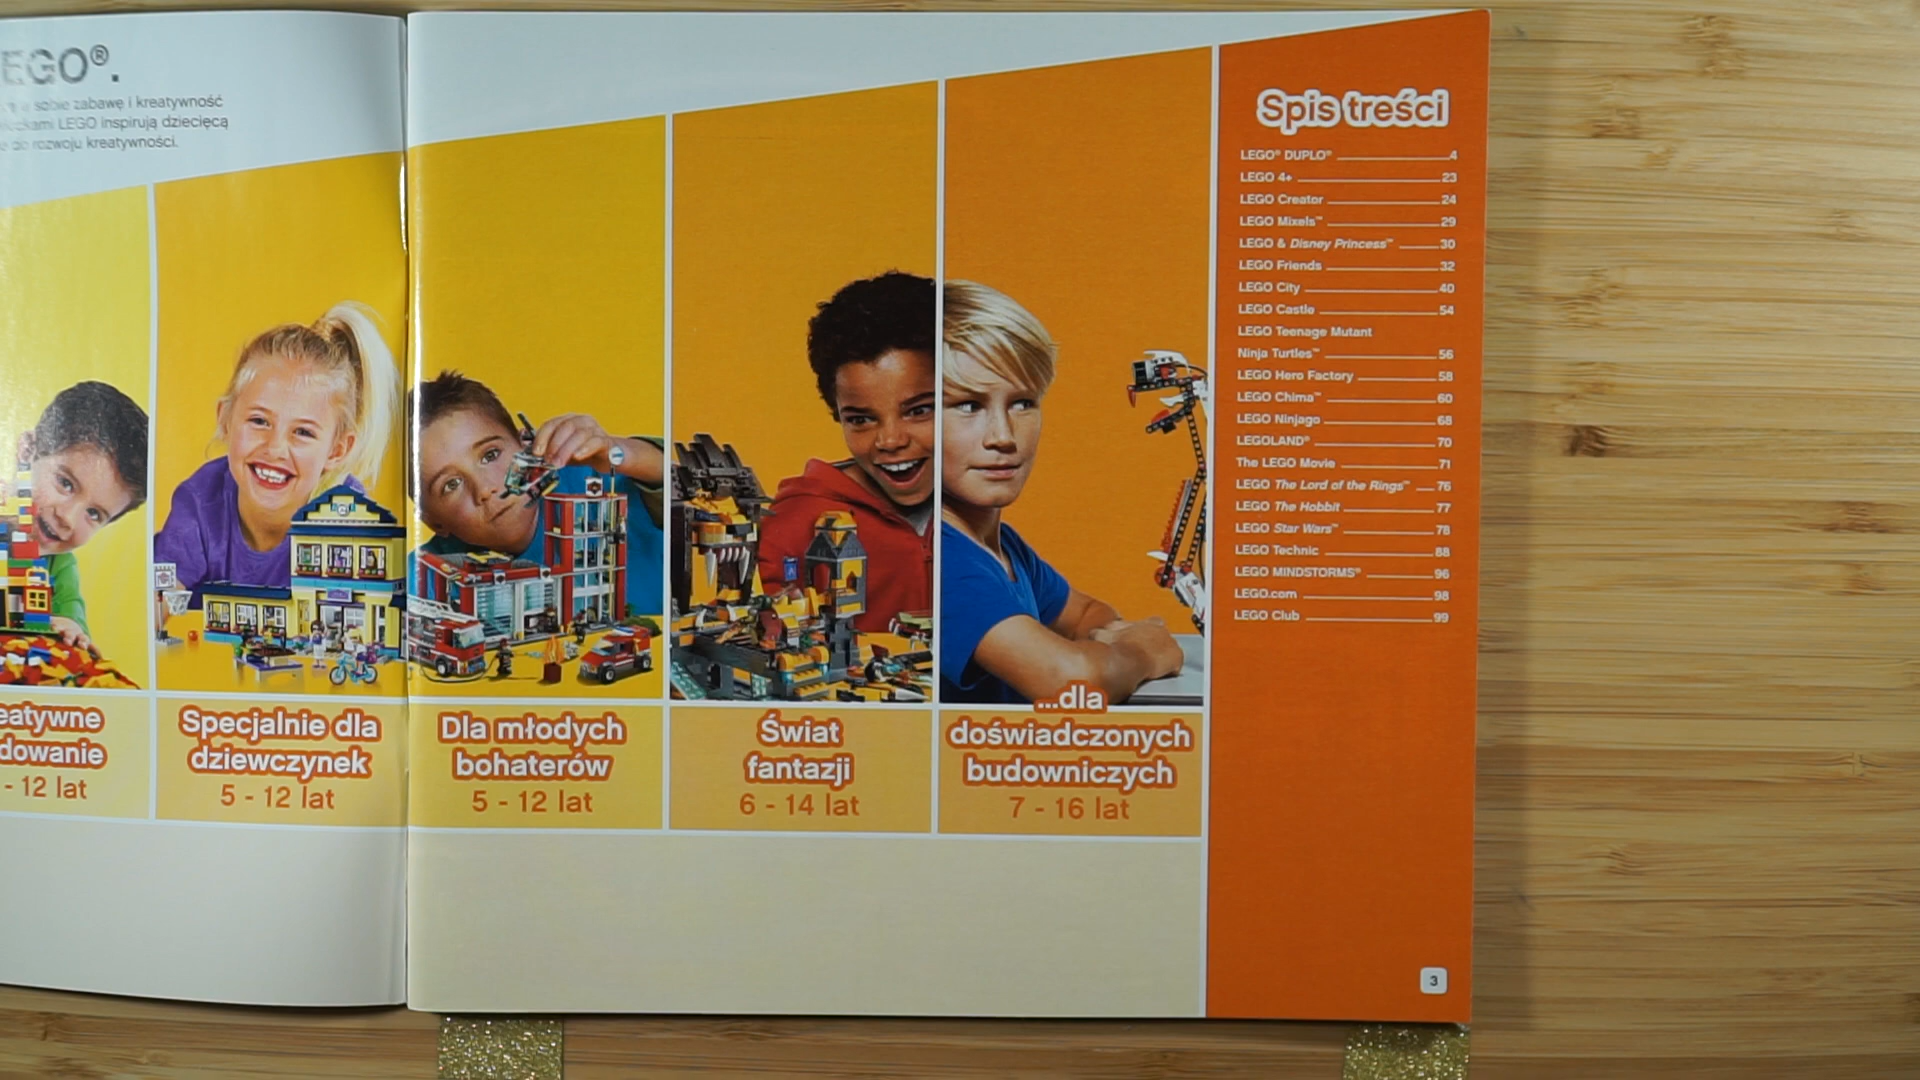 EGO®.
sobie zabawę i kreatywność
LEGO inspirują dziecięcą
rozwoju kreatywności.
eatywne
dowanie
- 12 lat
Specjalnie dla
dziewczynek
5 - 12 lat
Dla młodych
bohaterów
5 - 12 lat
Świat
fantazji
6 - 14 lat
...dla
doświadczonych
budowniczych
7 - 16 lat
Spis treści
LEGO® DUPLO® 4
LEGO 4+ 23
LEGO Creator 24
LEGO Mixels™ 29
LEGO & Disney Princess™ 30
LEGO Friends 32
LEGO City 40
LEGO Castle 54
LEGO Teenage Mutant
Ninja Turtles™ 56
LEGO Hero Factory 58
LEGO Chima™ 60
LEGO Ninjago 68
LEGOLAND® 70
The LEGO Movie 71
LEGO The Lord of the Rings™ 76
LEGO The Hobbit 77
LEGO Star Wars™ 78
LEGO Technic 88
LEGO MINDSTORMS® 96
LEGO.com 98
LEGO Club 99
3